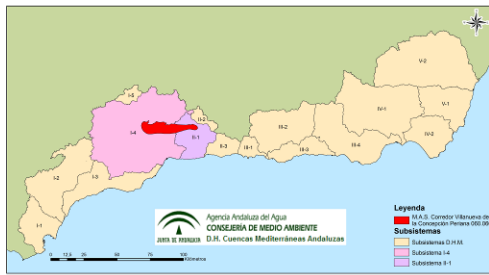 V-2
I-5
IV-1
V-1
II-2
I-4
III-2
II-1
IV-2
II-3
III-1
III-3
III-4
I-2
I-3
I-1
Leyenda
M.A.S. Corredor Villanueva de
la Concepción Periana 060.06
Subsistemas
Subsistemas D.H.M.
Subsistema I-4
Subsistema II-1
Agencia Andaluza del Agua
CONSEJERÍA DE MEDIO AMBIENTE
JUNTA DE ANDALUCIA
D.H. Cuencas Mediterráneas Andaluzas
0 12,5 25 50 75 100
Kilómetros